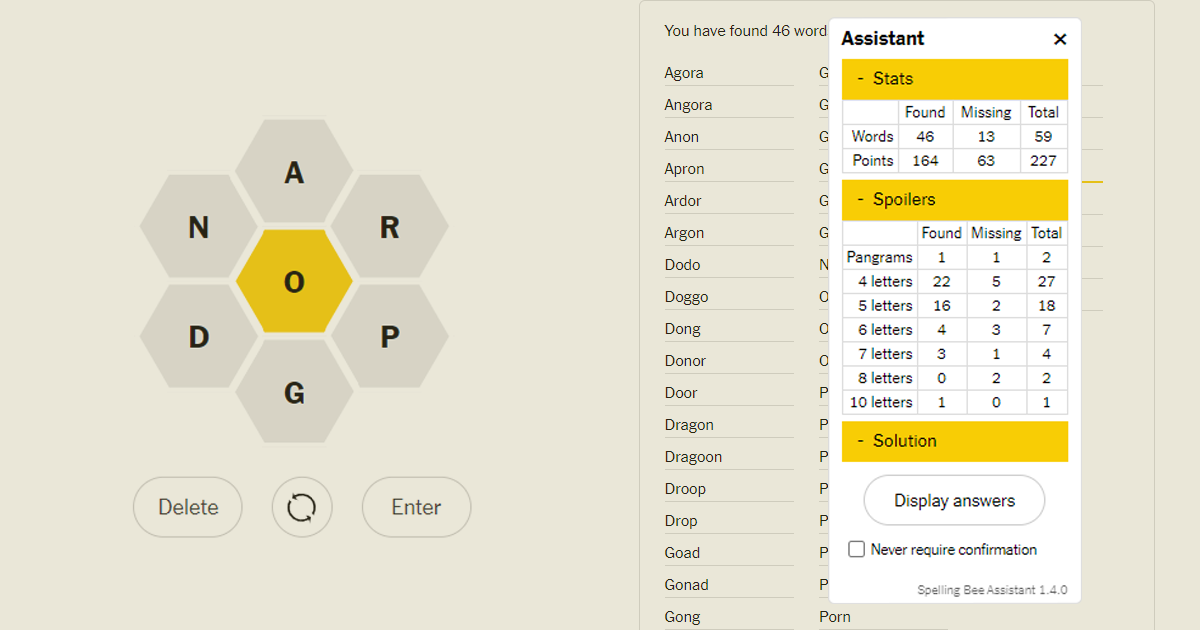 A
N
R
O
D
P
G
Delete
Enter
You have found 46 word
Agora
Angora
Anon
Apron
Ardor
Argon
Dodo
Doggo
Dong
Donor
Door
Dragon
Dragoon
Droop
Drop
Goad
Gonad
Gong
G
G
G
G
G
G
N
O
O
O
P
P
P
P
P
P
P
Porn
Assistant ×
- Stats
Found Missing Total
Words 46 13 59
Points 164 63 227
- Spoilers
Found Missing Total
Pangrams 1 1 2
4 letters 22 5 27
5 letters 16 2 18
6 letters 4 3 7
7 letters 3 1 4
8 letters 0 2 2
10 letters 1 0 1
- Solution
Display answers
Never require confirmation
Spelling Bee Assistant 1.4.0